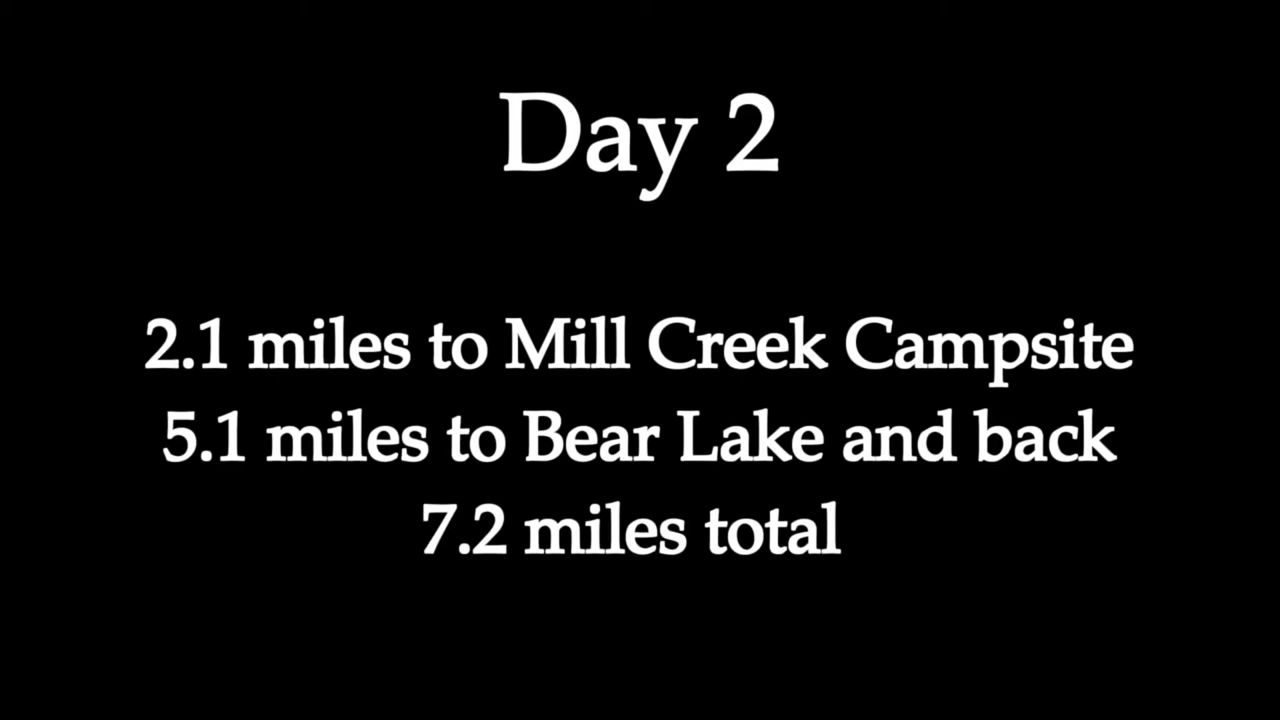 Day 2
2.1 miles to Mill Creek Campsite
5.1 miles to Bear Lake and back
7.2 miles total